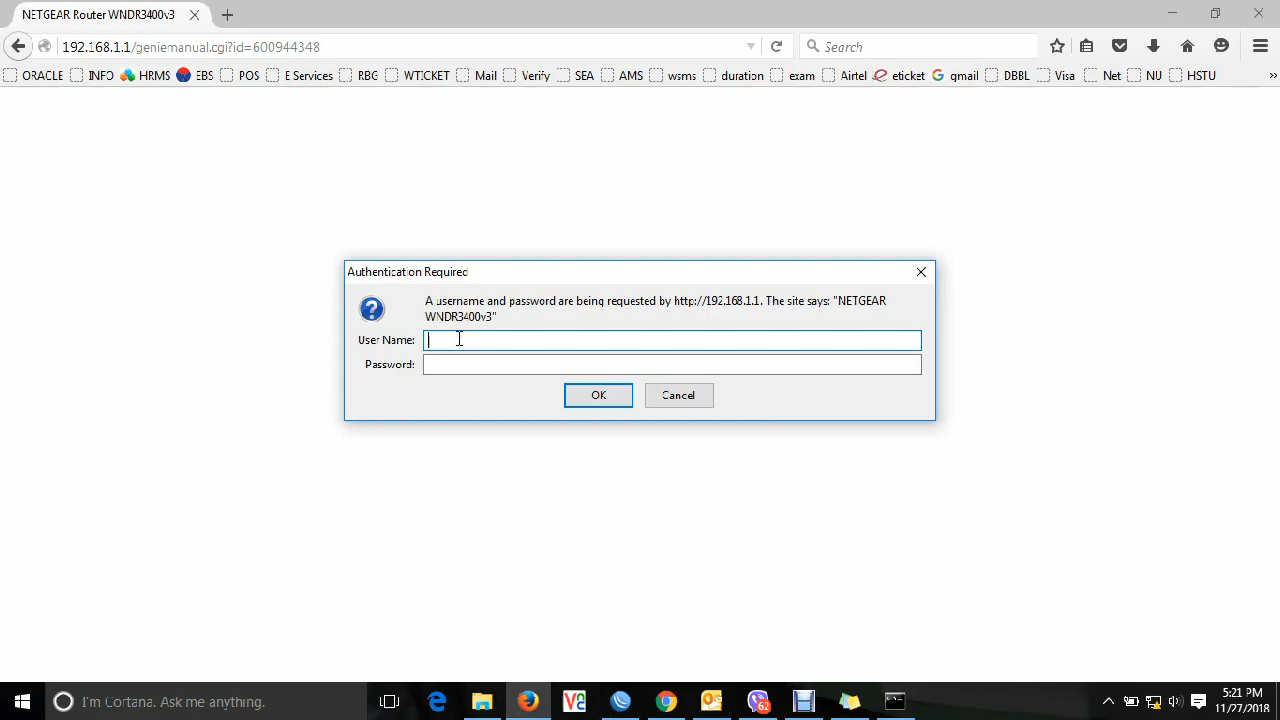 NETGEAR Router WNDR3400v3
192.168.1.1/geniemanual.cgi?id=600944348
Search
ORACLE INFO HRMS EBS POS E Services RBG WTICKET Mail Verify SEA AMS wsms duration exam Airtel eticket gmail DBBL Visa Net NU HSTU »
Authentication Required
A username and password are being requested by http://192.168.1.1. The site says: "NETGEAR
WNDR3400v3"
User Name:
Password:
OK Cancel
I'm Cortana. Ask me anything.
62
5:21 PM
11/27/2018